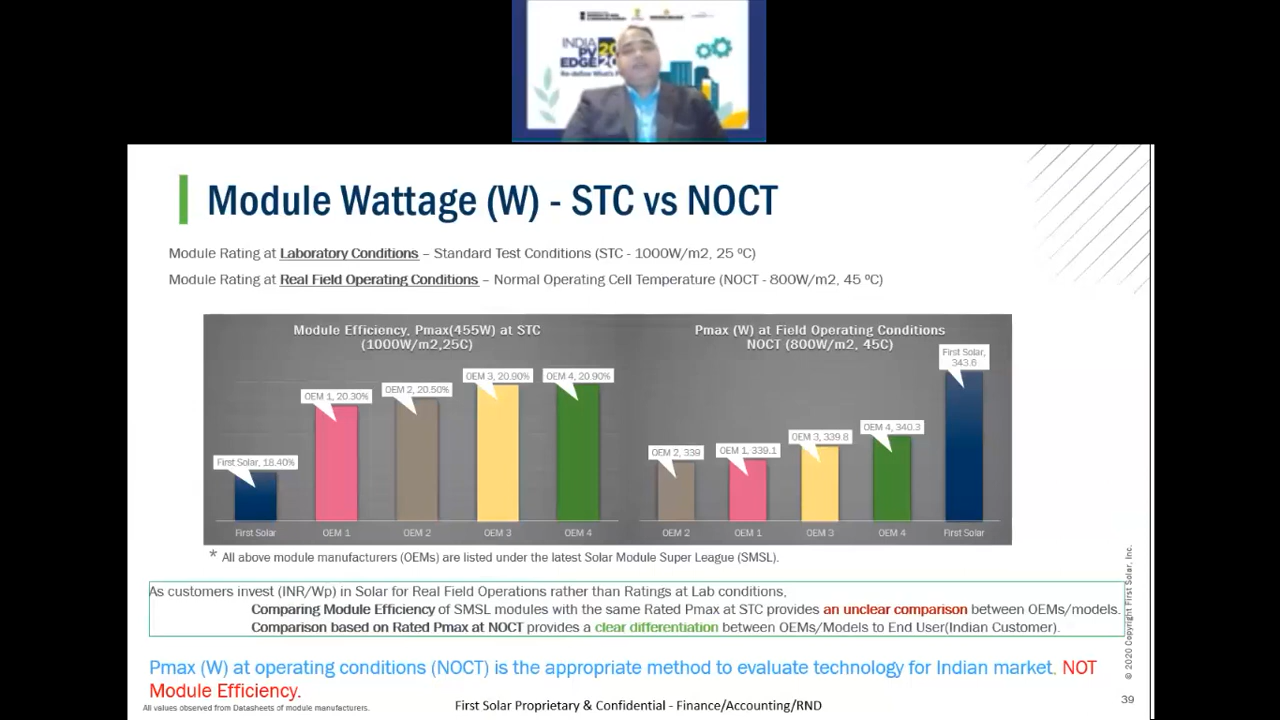 INDIA
PV 20
EDGE 20
Re-define What's
Module Wattage (W) - STC vs NOCT
Module Rating at Laboratory Conditions – Standard Test Conditions (STC - 1000W/m2, 25 ºC)
Module Rating at Real Field Operating Conditions – Normal Operating Cell Temperature (NOCT - 800W/m2, 45 ºC)
Module Efficiency, Pmax(455W) at STC
(1000W/m2,25C)
First Solar, 18.40%
OEM 1, 20.30%
OEM 2, 20.50%
OEM 3, 20.90%
OEM 4, 20.90%
First Solar OEM 1 OEM 2 OEM 3 OEM 4
Pmax (W) at Field Operating Conditions
NOCT (800W/m2, 45C)
OEM 2, 339
OEM 1, 339.1
OEM 3, 339.8
OEM 4, 340.3
First Solar,
343.6
OEM 2 OEM 1 OEM 3 OEM 4 First Solar
* All above module manufacturers (OEMs) are listed under the latest Solar Module Super League (SMSL).
As customers invest (INR/Wp) in Solar for Real Field Operations rather than Ratings at Lab conditions,
Comparing Module Efficiency of SMSL modules with the same Rated Pmax at STC provides an unclear comparison between OEMs/models.
Comparison based on Rated Pmax at NOCT provides a clear differentiation between OEMs/Models to End User(Indian Customer).
Pmax (W) at operating conditions (NOCT) is the appropriate method to evaluate technology for Indian market. NOT
Module Efficiency.
All values observed from Datasheets of module manufacturers.
First Solar Proprietary & Confidential - Finance/Accounting/RND
39
© 2020 Copyright First Solar, Inc.